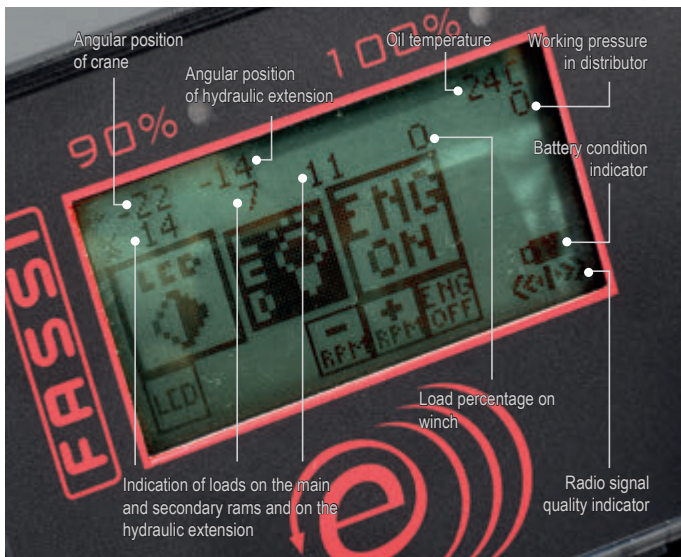 Angular position
of crane
Angular position
of hydraulic extension
Oil temperature
Working pressure
in distributor
Battery condition
indicator
90%
100%
-22
-14
0
24C
0
14
7
11
LED
LED
ENG
ON
-
RPM
+
RPM
ENG
OFF
LCD
FASSI
e
Load percentage on
winch
Indication of loads on the main
and secondary rams and on the
hydraulic extension
Radio signal
quality indicator